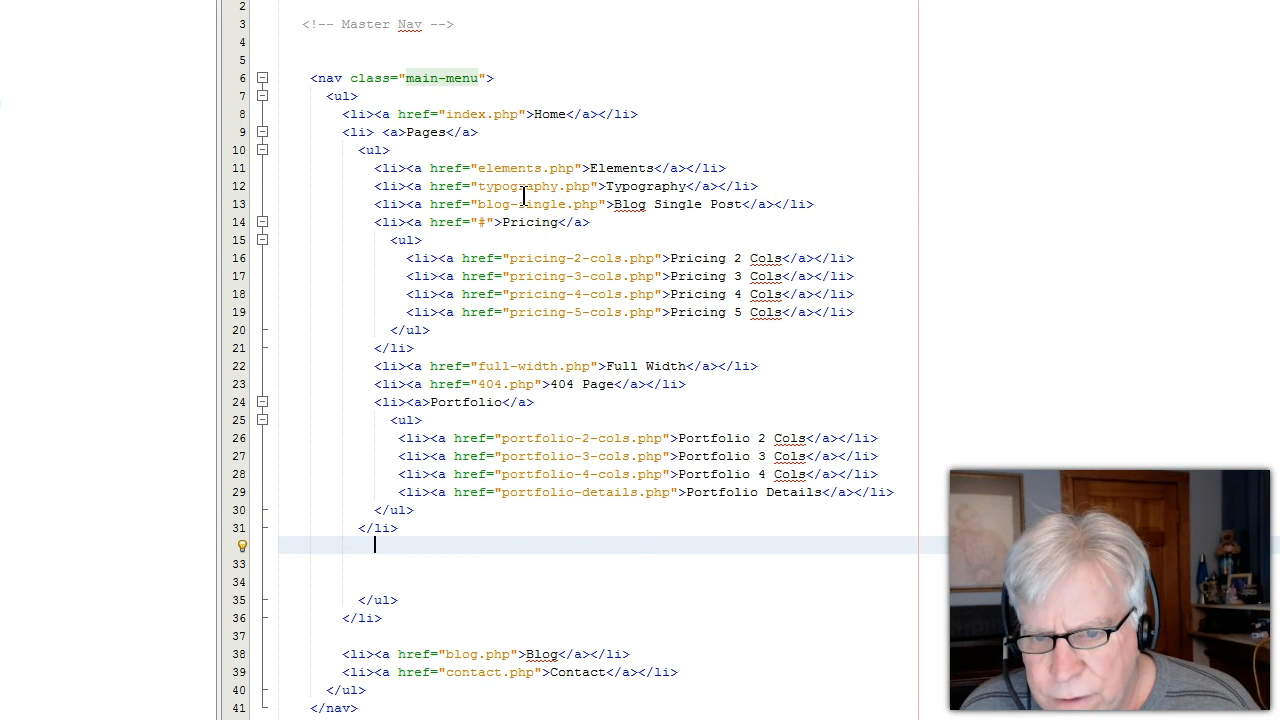 2
3 <!-- Master Nav -->
4
5
6 <nav class="main-menu">
7 <ul>
8 <li><a href="index.php">Home</a></li>
9 <li> <a>Pages</a>
10 <ul>
11 <li><a href="elements.php">Elements</a></li>
12 <li><a href="typography.php">Typography</a></li>
13 <li><a href="blog-single.php">Blog Single Post</a></li>
14 <li><a href="#">Pricing</a>
15 <ul>
16 <li><a href="pricing-2-cols.php">Pricing 2 Cols</a></li>
17 <li><a href="pricing-3-cols.php">Pricing 3 Cols</a></li>
18 <li><a href="pricing-4-cols.php">Pricing 4 Cols</a></li>
19 <li><a href="pricing-5-cols.php">Pricing 5 Cols</a></li>
20 </ul>
21 </li>
22 <li><a href="full-width.php">Full Width</a></li>
23 <li><a href="404.php">404 Page</a></li>
24 <li><a>Portfolio</a>
25 <ul>
26 <li><a href="portfolio-2-cols.php">Portfolio 2 Cols</a></li>
27 <li><a href="portfolio-3-cols.php">Portfolio 3 Cols</a></li>
28 <li><a href="portfolio-4-cols.php">Portfolio 4 Cols</a></li>
29 <li><a href="portfolio-details.php">Portfolio Details</a></li>
30 </ul>
31 </li>
33
34
35 </ul>
36 </li>
37
38 <li><a href="blog.php">Blog</a></li>
39 <li><a href="contact.php">Contact</a></li>
40 </ul>
41 </nav>